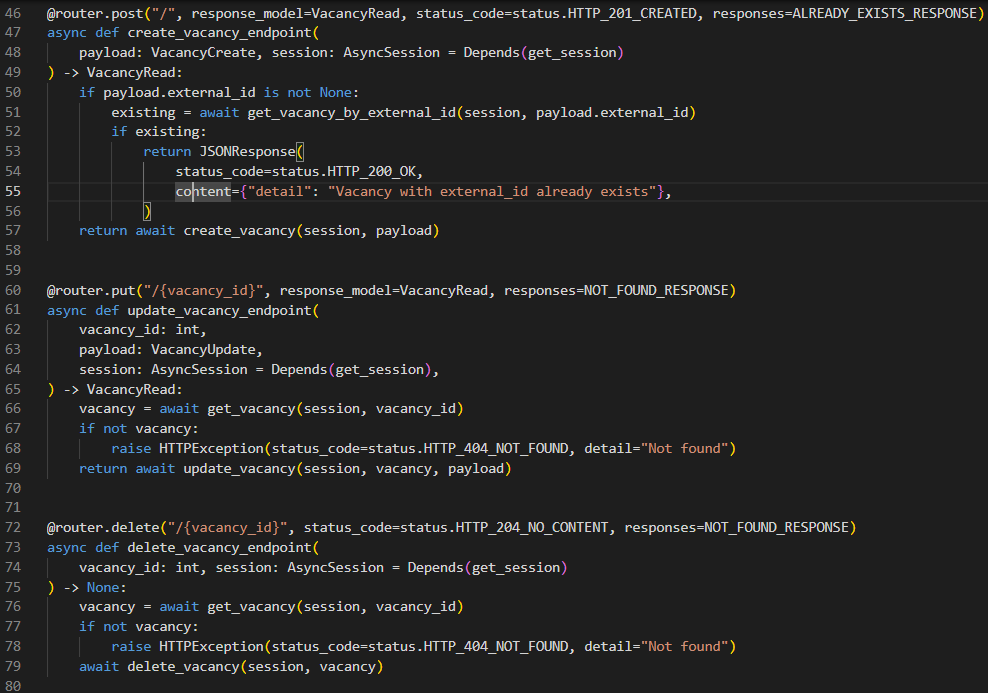 46 @router.post("/", response_model=VacancyRead, status_code=status.HTTP_201_CREATED, responses=ALREADY_EXISTS_RESPONSE)
47 async def create_vacancy_endpoint(
48     payload: VacancyCreate, session: AsyncSession = Depends(get_session)
49 ) -> VacancyRead:
50     if payload.external_id is not None:
51         existing = await get_vacancy_by_external_id(session, payload.external_id)
52         if existing:
53             return JSONResponse(
54                 status_code=status.HTTP_200_OK,
55                 content={"detail": "Vacancy with external_id already exists"},
56             )
57     return await create_vacancy(session, payload)
58
59
60 @router.put("/{vacancy_id}", response_model=VacancyRead, responses=NOT_FOUND_RESPONSE)
61 async def update_vacancy_endpoint(
62     vacancy_id: int,
63     payload: VacancyUpdate,
64     session: AsyncSession = Depends(get_session),
65 ) -> VacancyRead:
66     vacancy = await get_vacancy(session, vacancy_id)
67     if not vacancy:
68         raise HTTPException(status_code=status.HTTP_404_NOT_FOUND, detail="Not found")
69     return await update_vacancy(session, vacancy, payload)
70
71
72 @router.delete("/{vacancy_id}", status_code=status.HTTP_204_NO_CONTENT, responses=NOT_FOUND_RESPONSE)
73 async def delete_vacancy_endpoint(
74     vacancy_id: int, session: AsyncSession = Depends(get_session)
75 ) -> None:
76     vacancy = await get_vacancy(session, vacancy_id)
77     if not vacancy:
78         raise HTTPException(status_code=status.HTTP_404_NOT_FOUND, detail="Not found")
79     await delete_vacancy(session, vacancy)
80